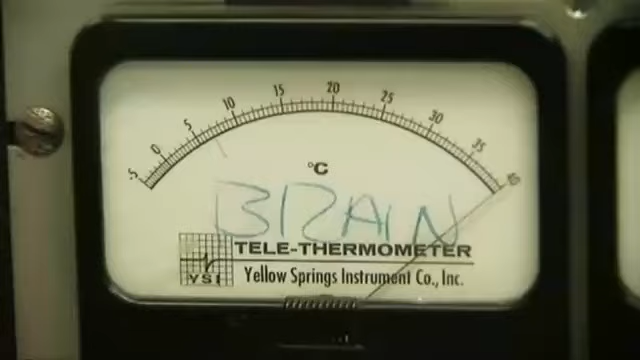 -5 0 5 10 15 20 25 30 35 40
°C
BRAIN
TELE-THERMOMETER
YSI Yellow Springs Instrument Co., Inc.